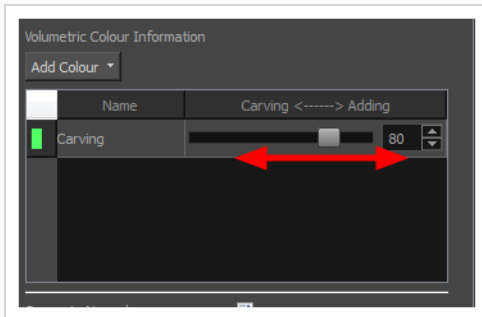 Volumetric Colour Information
Add Colour
Name Carving <------> Adding
Carving 80